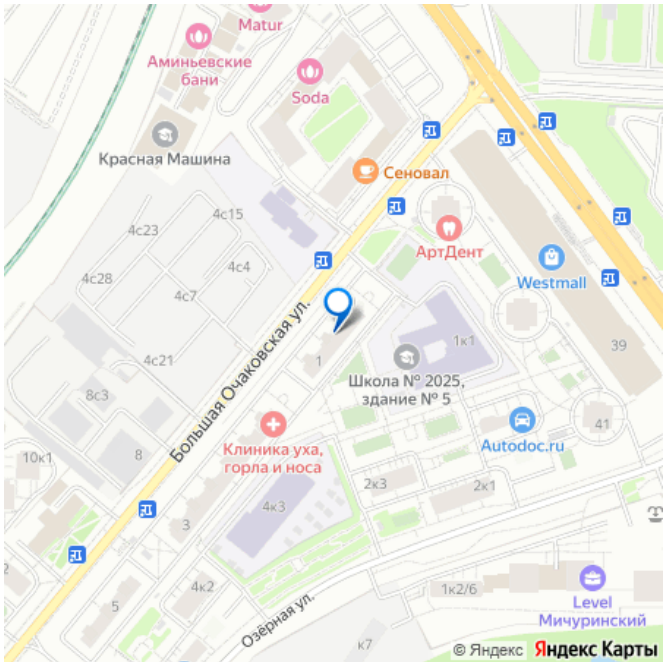 Matur
Аминьевские
бани
Soda
Красная Машина
Сеновал
4с15
4с23
АртДент
4с4
4с28
Westmall
4с7
Большая Очаковская ул.
1к1
39
4с21
1
Школа № 2025,
здание № 5
8с3
41
Клиника уха,
горла и носа
Autodoc.ru
10к1
8
2к3
2к1
4к3
3
2
4к2
1к2/6
5
Level
Мичуринский
Озёрная ул.
к7
© Яндекс Яндекс Карты